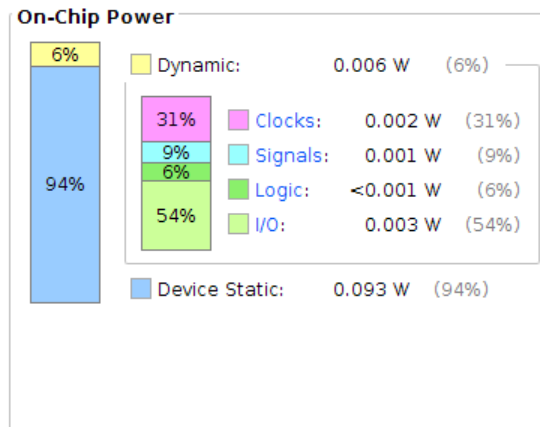 On-Chip Power
6% Dynamic: 0.006 W (6%)
31% Clocks: 0.002 W (31%)
9% Signals: 0.001 W (9%)
6% Logic: <0.001 W (6%)
94%
54% I/O: 0.003 W (54%)
Device Static: 0.093 W (94%)